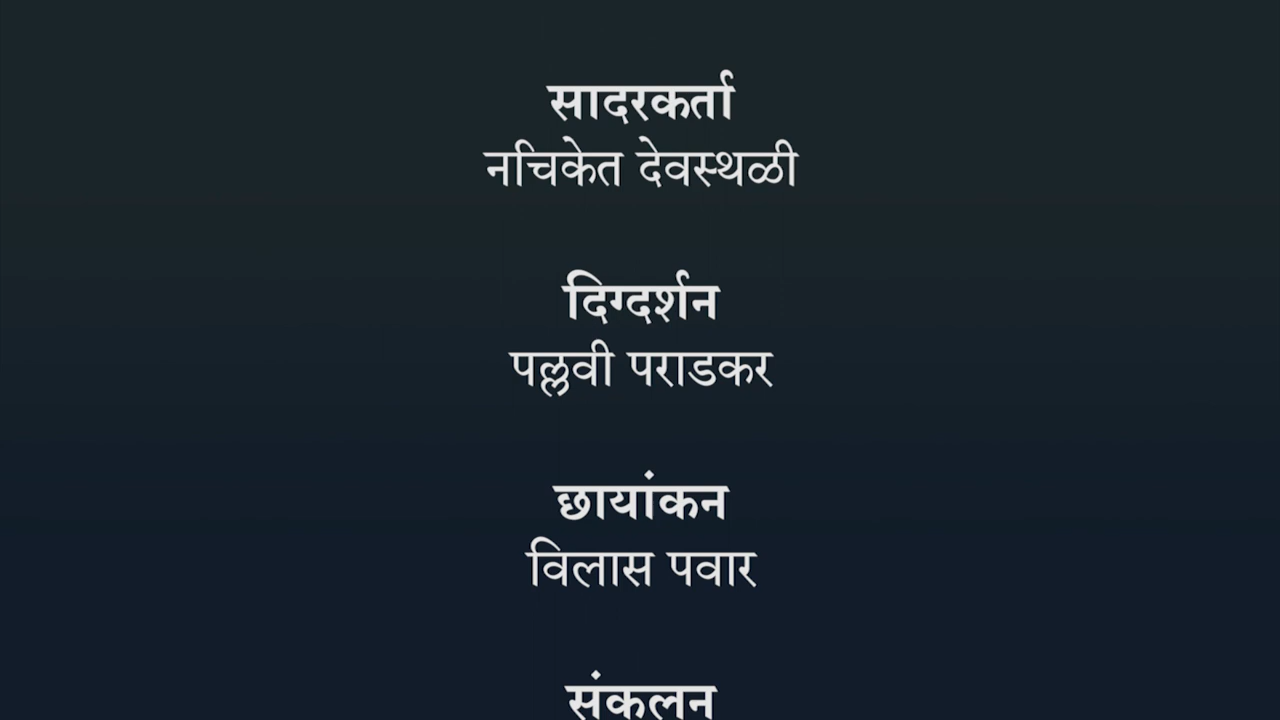 सादरकर्ता
नचिकेत देवस्थळी
दिग्दर्शन
पल्लवी पराडकर
छायांकन
विलास पवार
संकलन